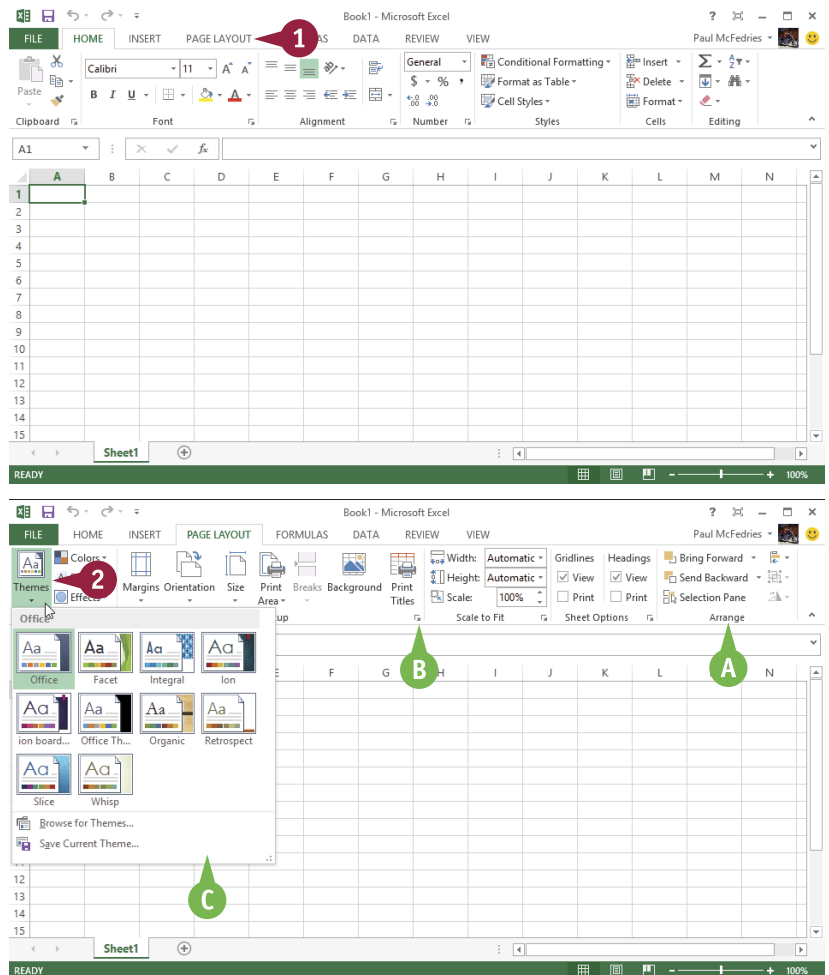 Book1 - Microsoft Excel
?
FILE HOME INSERT PAGE LAYOUT 1 AS DATA REVIEW VIEW Paul McFedries
Calibri 11 General Conditional Formatting Insert Σ
Paste B I U A $ % , Format as Table Delete
.00 Cell Styles Format
Clipboard Font Alignment Number Styles Cells Editing
A1 fx
A B C D E F G H I J K L M N
1
2
3
4
5
6
7
8
9
10
11
12
13
14
15
Sheet1
READY 100%
Book1 - Microsoft Excel
?
FILE HOME INSERT PAGE LAYOUT FORMULAS DATA REVIEW VIEW Paul McFedries
Aa Colors Width: Automatic Gridlines Headings Bring Forward
Themes 2 Margins Orientation Size Print Area Breaks Background Print Titles Height: Automatic View View Send Backward
Effects Scale: 100% Print Print Selection Pane
up Scale to Fit Sheet Options Arrange
Office
B A
F G H I J K L N
Aa Aa Aa Aa
Office Facet Integral Ion
Aa Aa Aa Aa
ion board... Office Th... Organic Retrospect
Aa Aa
Slice Whisp
Browse for Themes...
Save Current Theme...
C
12
13
14
15
Sheet1
READY 100%